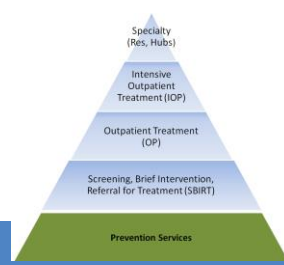 Specialty
(Res, Hubs)
Intensive
Outpatient
Treatment (IOP)
Outpatient Treatment
(OP)
Screening, Brief Intervention,
Referral for Treatment (SBIRT)
Prevention Services